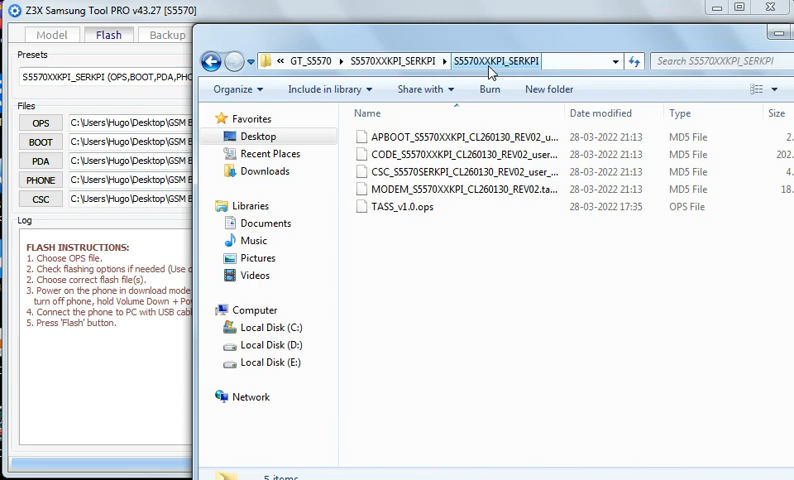 Z3X Samsung Tool PRO v43.27 [S5570]
Model Flash Backup
Presets
S5570XXKPI_SERKPI (OPS,BOOT,PDA,PHO
Files
OPS C:\Users\Hugo\Desktop\GSM B
BOOT C:\Users\Hugo\Desktop\GSM B
PDA C:\Users\Hugo\Desktop\GSM B
PHONE C:\Users\Hugo\Desktop\GSM B
CSC C:\Users\Hugo\Desktop\GSM B
Log
FLASH INSTRUCTIONS:
1. Choose OPS file.
2. Check flashing options if needed (Use o
2. Choose correct flash file(s).
3. Power on the phone in download mode
turn off phone, hold Volume Down + Po
4. Connect the phone to PC with USB cabl
5. Press 'Flash' button.
« GT_S5570 S5570XXKPI_SERKPI S5570XXKPI_SERKPI Search S5570XXKPI_SERKPI
Organize Include in library Share with Burn New folder
Favorites
Desktop
Recent Places
Downloads
Libraries
Documents
Music
Pictures
Videos
Computer
Local Disk (C:)
Local Disk (D:)
Local Disk (E:)
Network
Name Date modified Type Size
APBOOT_S5570XXKPI_CL260130_REV02_u... 28-03-2022 21:13 MD5 File 2.
CODE_S5570XXKPI_CL260130_REV02_user... 28-03-2022 21:13 MD5 File 202.
CSC_S5570SERKPI_CL260130_REV02_user_... 28-03-2022 21:13 MD5 File 4.
MODEM_S5570XXKPI_CL260130_REV02.ta... 28-03-2022 21:13 MD5 File 18.
TASS_v1.0.ops 28-03-2022 17:35 OPS File
5 items